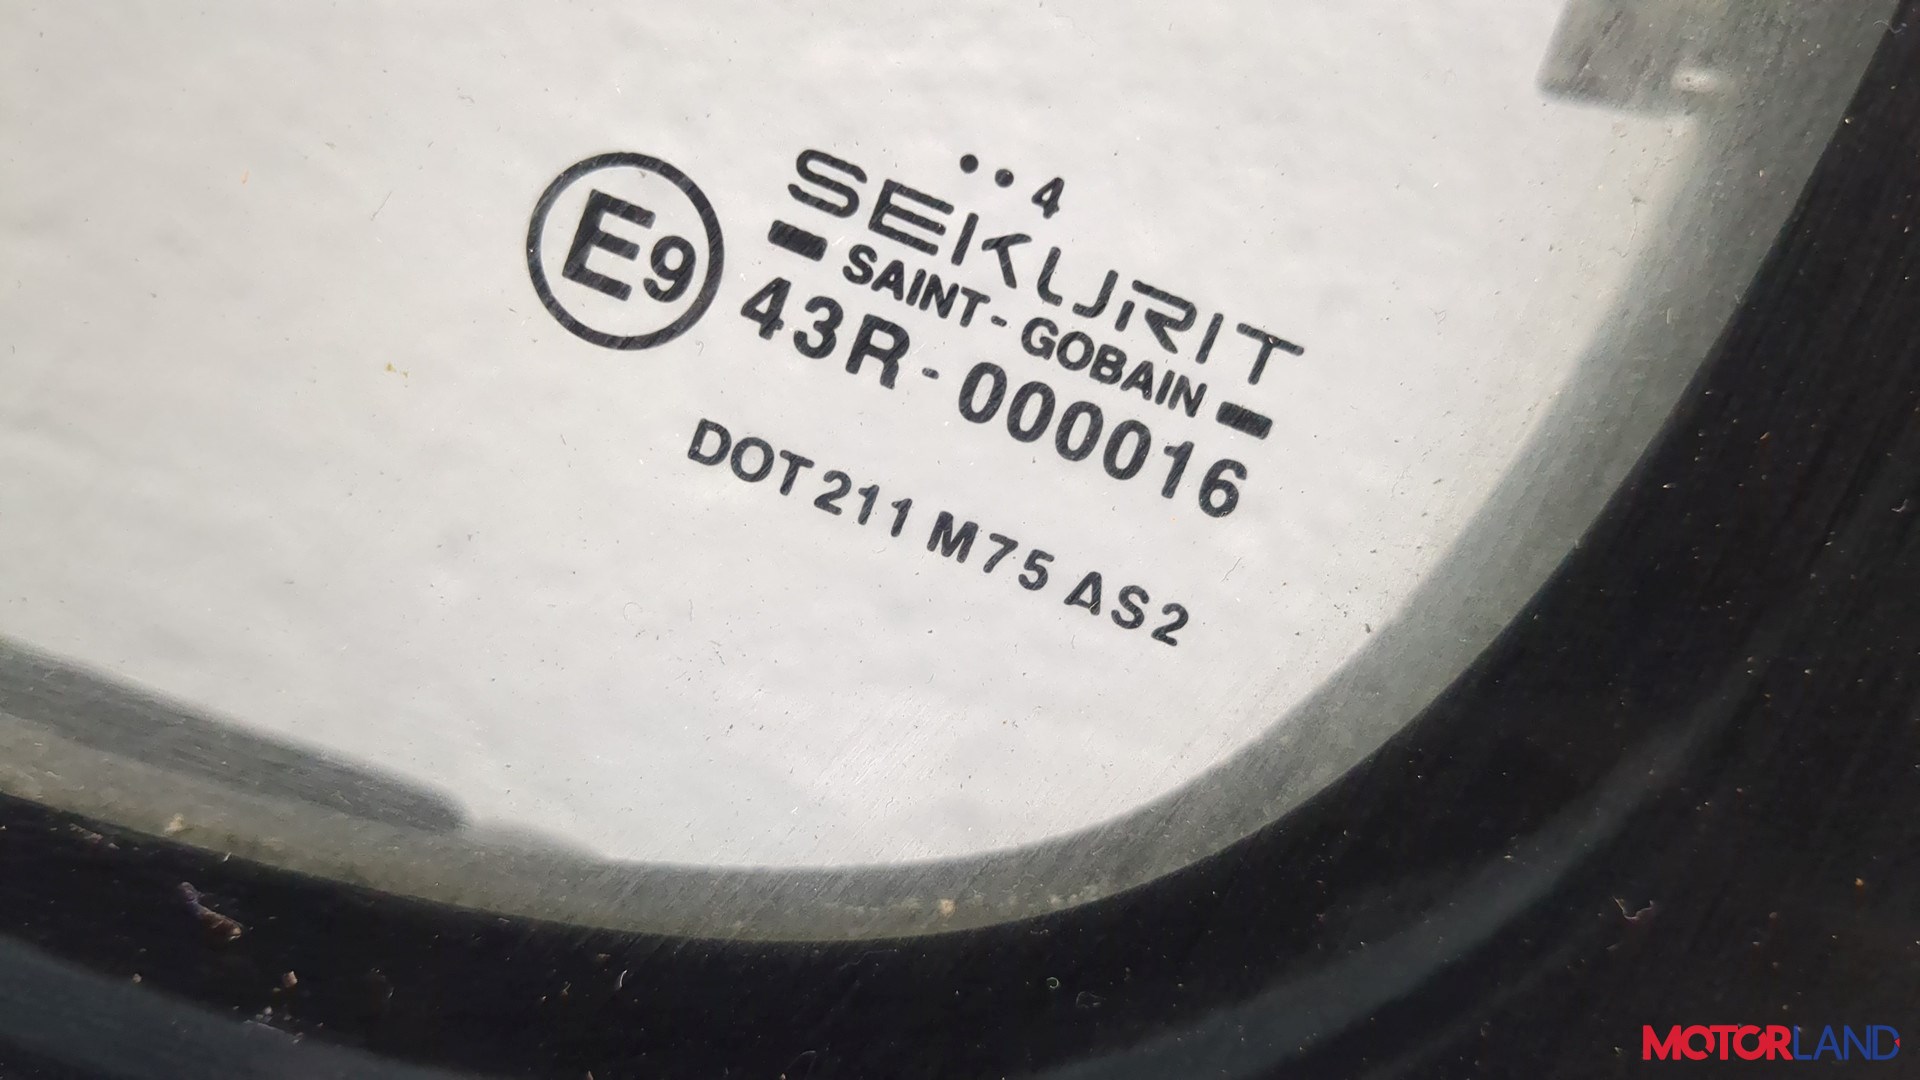 ..4
SEKURIT
SAINT-GOBAIN
E9
43R-000016
DOT 211 M75 AS2
MOTORLAND